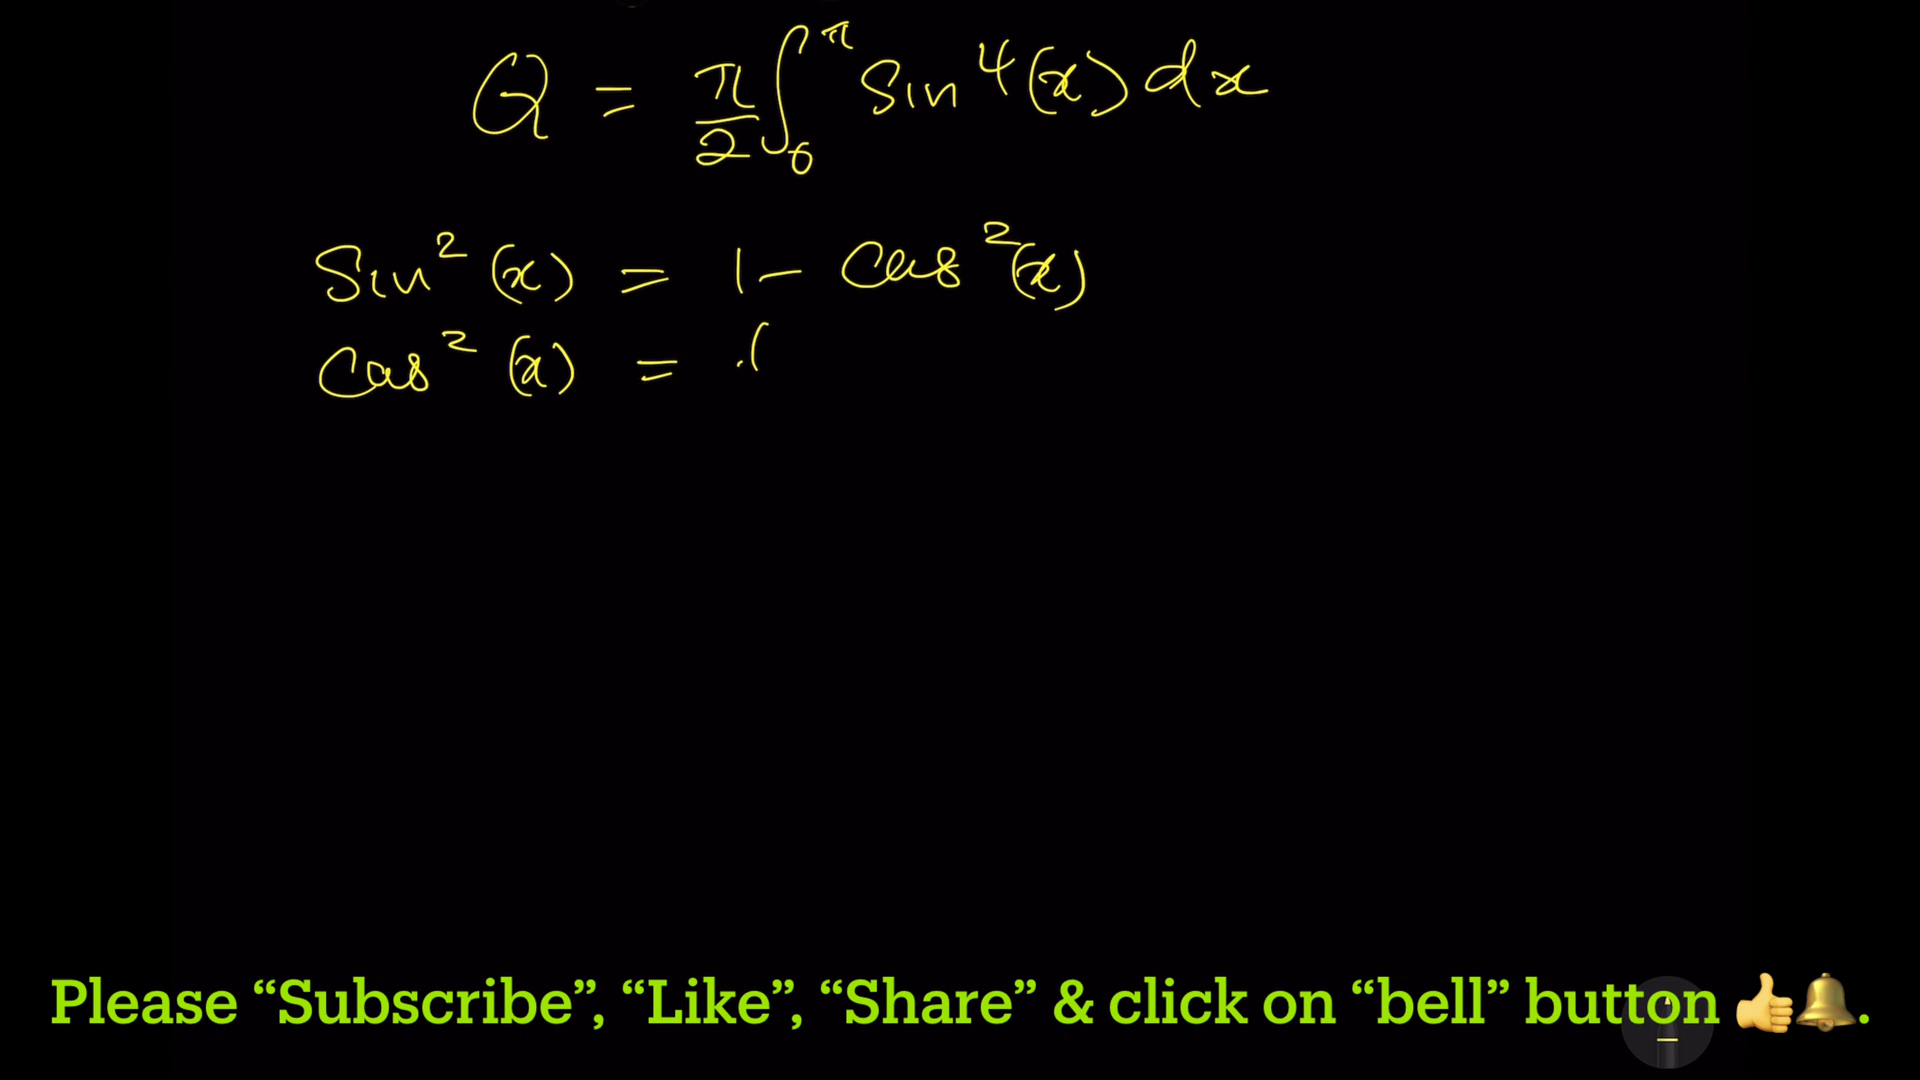 Q = π/2 ∫₀^π Sin⁴(x) dx
Sin²(x) = 1 - Cos²(x)
Cos²(x) = (
Please “Subscribe”, “Like”, “Share” & click on “bell” button 👍🔔.